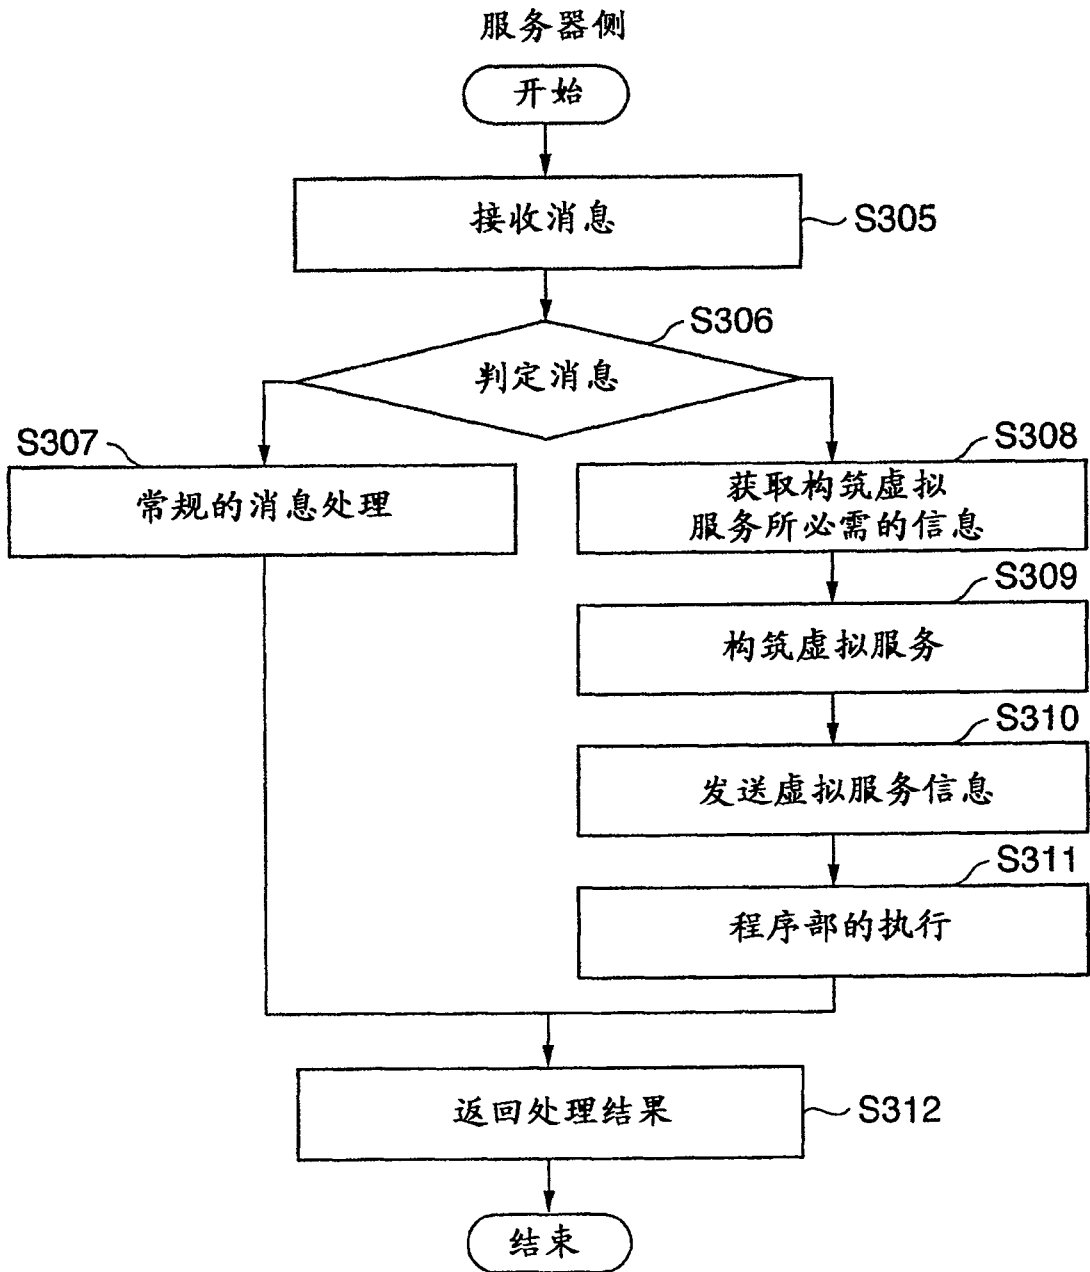 服务器侧
开始
接收消息
S305
S306
判定消息
S307
常规的消息处理
S308
获取构筑虚拟
服务所必需的信息
S309
构筑虚拟服务
S310
发送虚拟服务信息
S311
程序部的执行
返回处理结果
S312
结束